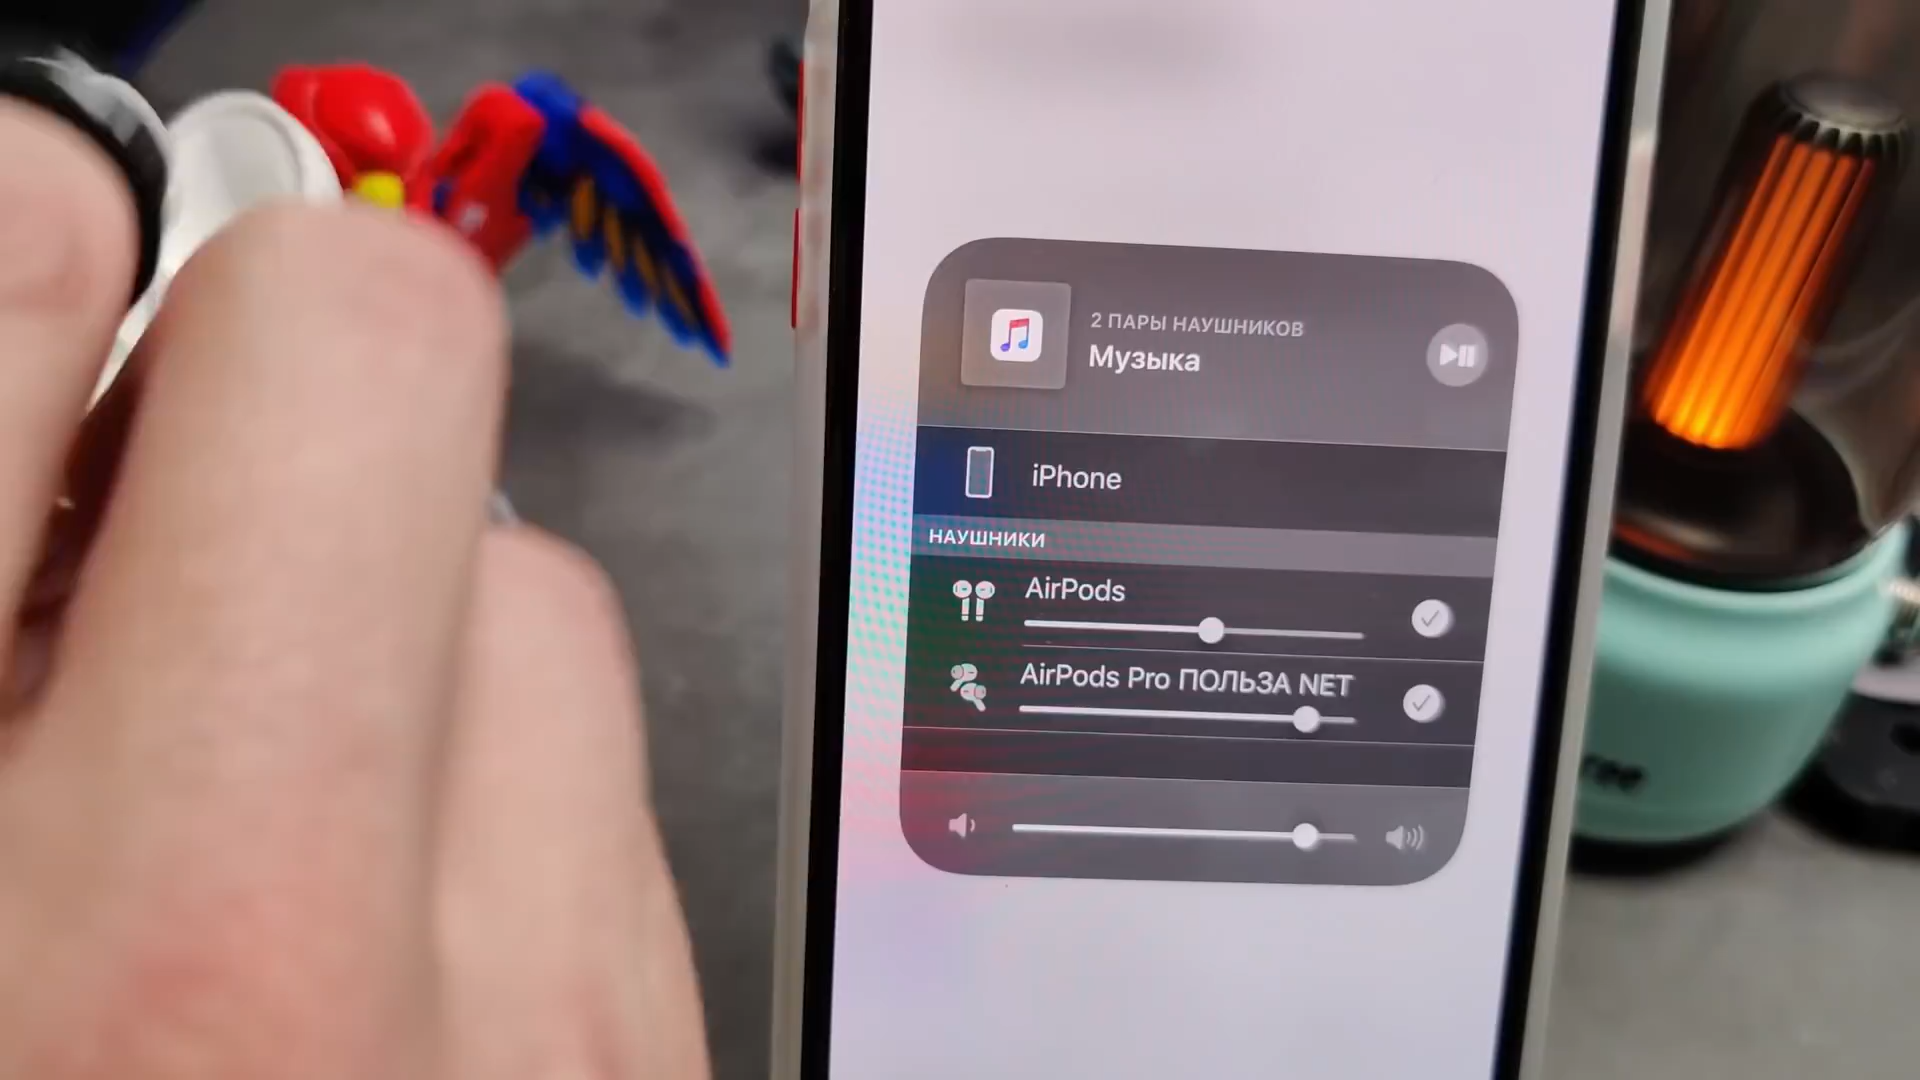 2 ПАРЫ НАУШНИКОВ
Музыка
iPhone
НАУШНИКИ
AirPods
AirPods Pro ПОЛЬЗА NET